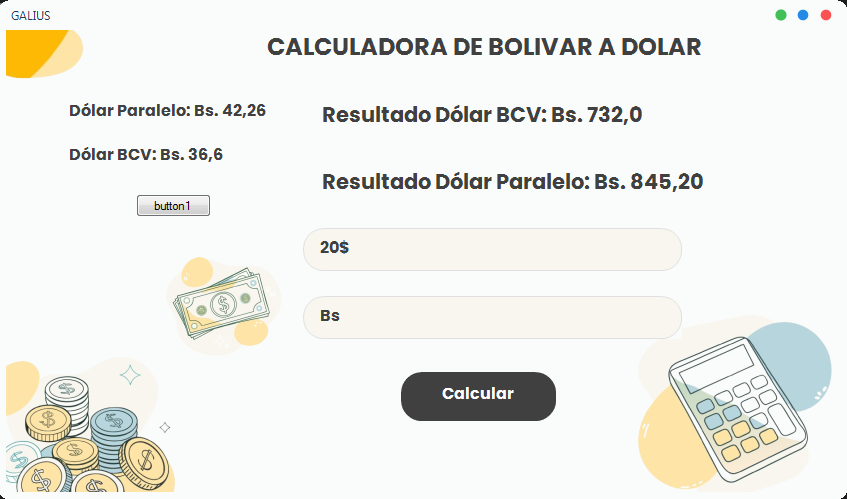 GALIUS
CALCULADORA DE BOLIVAR A DOLAR
Dólar Paralelo: Bs. 42,26
Dólar BCV: Bs. 36,6
button1
Resultado Dólar BCV: Bs. 732,0
Resultado Dólar Paralelo: Bs. 845,20
20$
Bs
Calcular